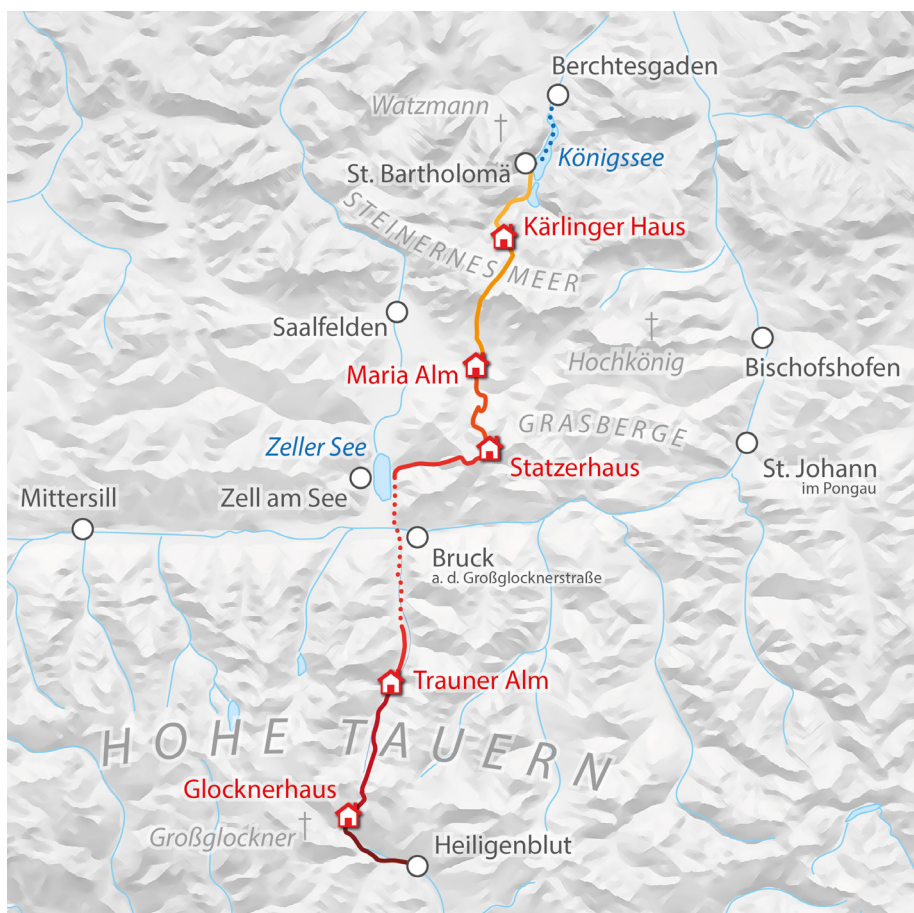 Berchtesgaden
Watzmann
Königssee
St. Bartholomä
Kärlinger Haus
STEINERNES MEER
Saalfelden
Hochkönig
Bischofshofen
Maria Alm
GRASBERGE
Zeller See
Statzerhaus
St. Johann
im Pongau
Mittersill
Zell am See
Bruck
a. d. Großglocknerstraße
Trauner Alm
HOHE TAUERN
Glocknerhaus
Großglockner
Heiligenblut